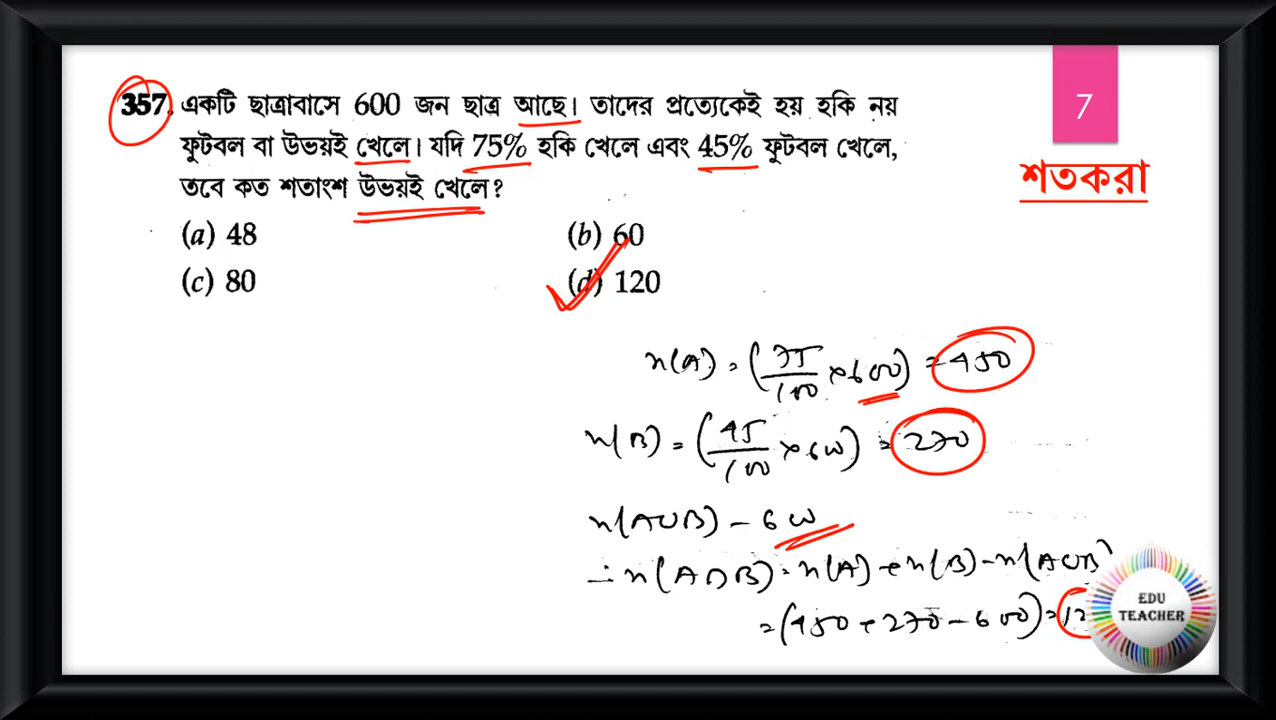 357. একটি ছাত্রাবাসে 600 জন ছাত্র আছে। তাদের প্রত্যেকেই হয় হকি নয়
ফুটবল বা উভয়ই খেলে। যদি 75% হকি খেলে এবং 45% ফুটবল খেলে,
তবে কত শতাংশ উভয়ই খেলে?
(a) 48 (b) 60
(c) 80 (d) 120
7
শতকরা
n(A) = (75/100 × 600) = 450
n(B) = (45/100 × 600) = 270
n(A∪B) - 600
∴ n(A∩B) = n(A) + n(B) - n(A∪B)
= (450 + 270 - 600) =
EDU
TEACHER